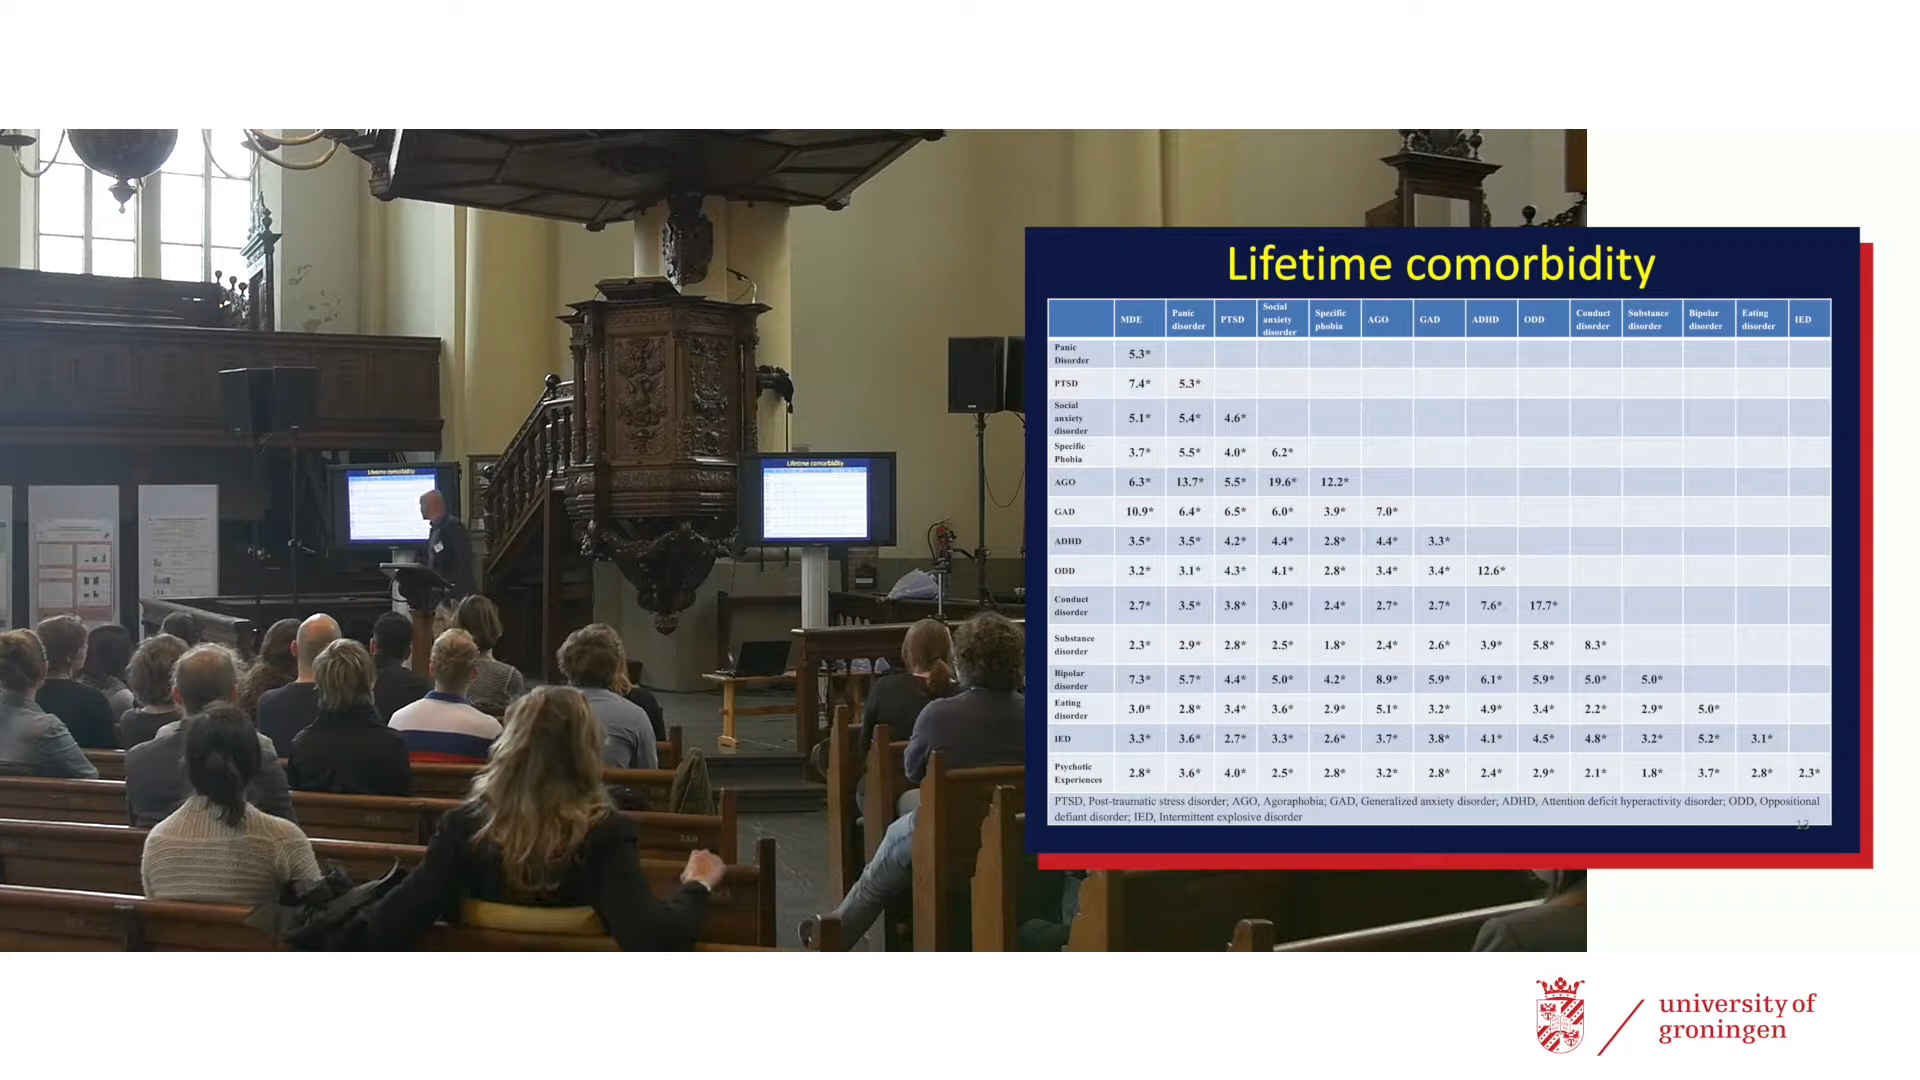 Lifetime comorbidity
Lifetime comorbidity
Lifetime comorbidity
MDE Panic disorder PTSD Social anxiety disorder Specific phobia AGO GAD ADHD ODD Conduct disorder Substance disorder Bipolar disorder Eating disorder IED
Panic Disorder 5.3*
PTSD 7.4* 5.3*
Social anxiety disorder 5.1* 5.4* 4.6*
Specific Phobia 3.7* 5.5* 4.0* 6.2*
AGO 6.3* 13.7* 5.5* 19.6* 12.2*
GAD 10.9* 6.4* 6.5* 6.0* 3.9* 7.0*
ADHD 3.5* 3.5* 4.2* 4.4* 2.8* 4.4* 3.3*
ODD 3.2* 3.1* 4.3* 4.1* 2.8* 3.4* 3.4* 12.6*
Conduct disorder 2.7* 3.5* 3.8* 3.0* 2.4* 2.7* 2.7* 7.6* 17.7*
Substance disorder 2.3* 2.9* 2.8* 2.5* 1.8* 2.4* 2.6* 3.9* 5.8* 8.3*
Bipolar disorder 7.3* 5.7* 4.4* 5.0* 4.2* 8.9* 5.9* 6.1* 5.9* 5.0* 5.0*
Eating disorder 3.0* 2.8* 3.4* 3.6* 2.9* 5.1* 3.2* 4.9* 3.4* 2.2* 2.9* 5.0*
IED 3.3* 3.6* 2.7* 3.3* 2.6* 3.7* 3.8* 4.1* 4.5* 4.8* 3.2* 5.2* 3.1*
Psychotic Experiences 2.8* 3.6* 4.0* 2.5* 2.8* 3.2* 2.8* 2.4* 2.9* 2.1* 1.8* 3.7* 2.8* 2.3*
PTSD, Post-traumatic stress disorder; AGO, Agoraphobia; GAD, Generalized anxiety disorder; ADHD, Attention deficit hyperactivity disorder; ODD, Oppositional
defiant disorder; IED, Intermittent explosive disorder
13
university of
groningen